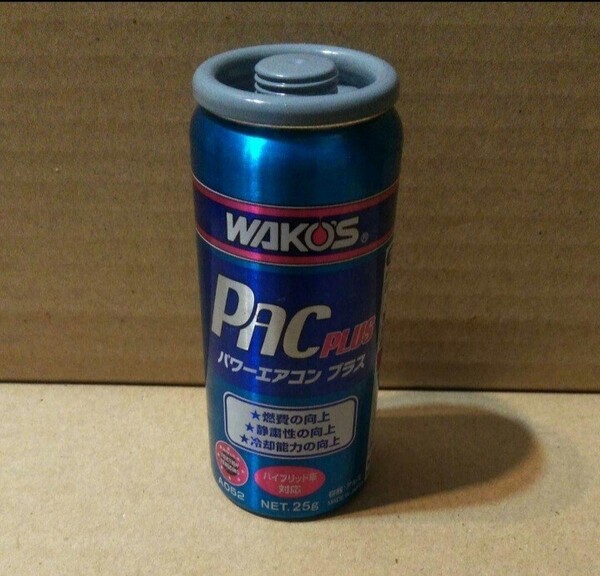 WAKO'S®
PAC PLUS
パワーエアコン プラス
★燃費の向上
★静粛性の向上
★冷却能力の向上
ハイブリッド車
対応
A052
NET. 25g